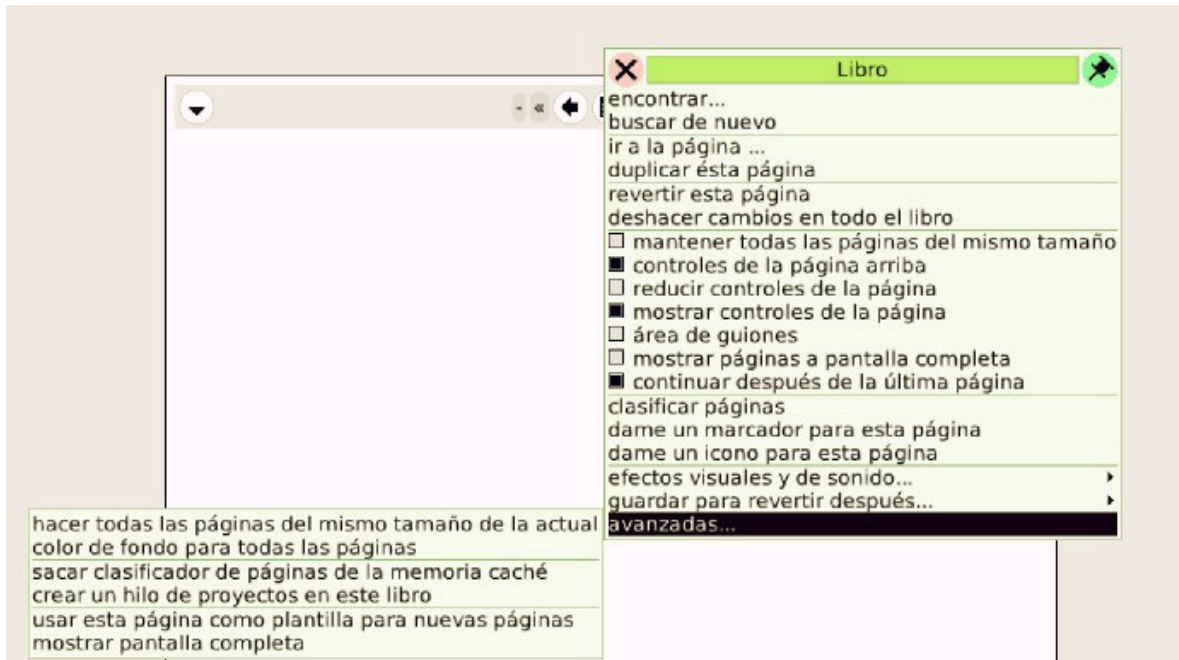 Libro
encontrar...
buscar de nuevo
ir a la página ...
duplicar ésta página
revertir esta página
deshacer cambios en todo el libro
mantener todas las páginas del mismo tamaño
controles de la página arriba
reducir controles de la página
mostrar controles de la página
área de guiones
mostrar páginas a pantalla completa
continuar después de la última página
clasificar páginas
dame un marcador para esta página
dame un icono para esta página
efectos visuales y de sonido...
guardar para revertir después...
avanzadas...
hacer todas las páginas del mismo tamaño de la actual
color de fondo para todas las páginas
sacar clasificador de páginas de la memoria caché
crear un hilo de proyectos en este libro
usar esta página como plantilla para nuevas páginas
mostrar pantalla completa